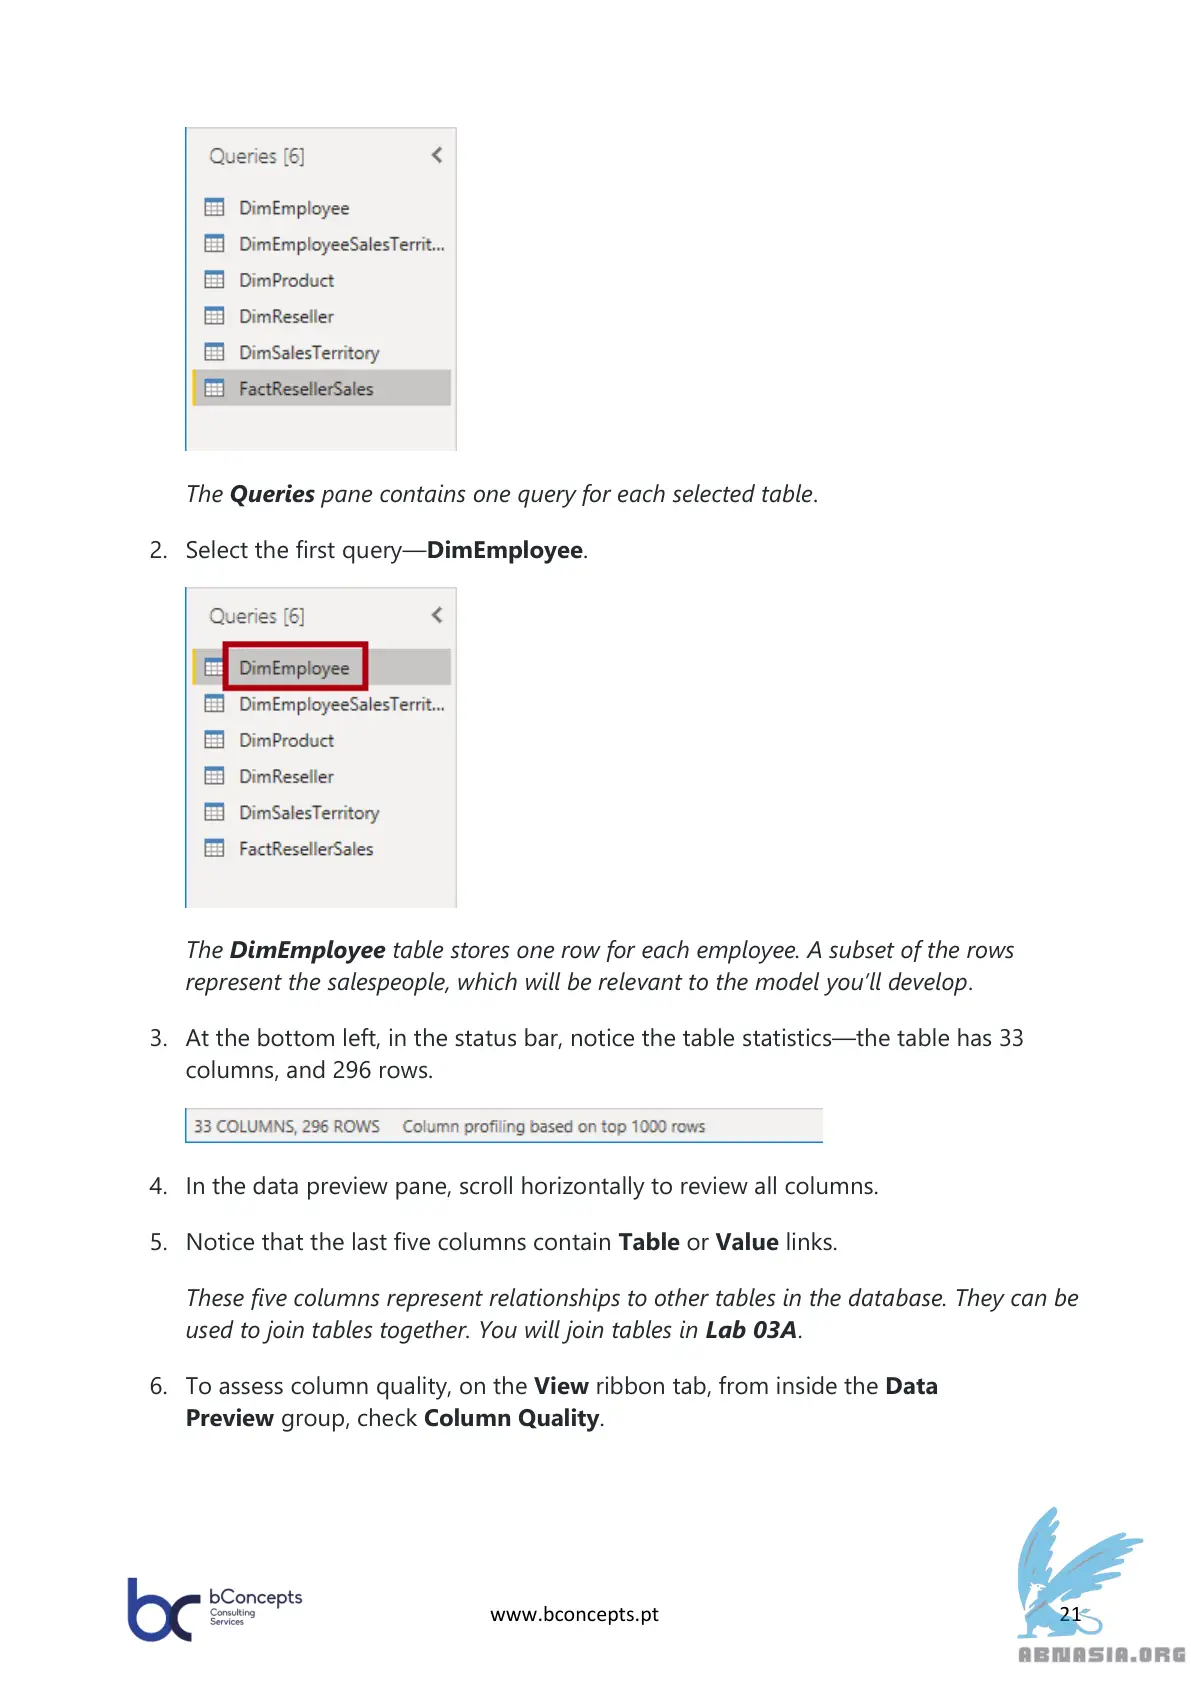 Queries [6]
DimEmployee
DimEmployeeSalesTerrit...
DimProduct
DimReseller
DimSalesTerritory
FactResellerSales
The Queries pane contains one query for each selected table.
2. Select the first query—DimEmployee.
Queries [6]
DimEmployee
DimEmployeeSalesTerrit...
DimProduct
DimReseller
DimSalesTerritory
FactResellerSales
The DimEmployee table stores one row for each employee. A subset of the rows
represent the salespeople, which will be relevant to the model you’ll develop.
3. At the bottom left, in the status bar, notice the table statistics—the table has 33
columns, and 296 rows.
33 COLUMNS, 296 ROWS Column profiling based on top 1000 rows
4. In the data preview pane, scroll horizontally to review all columns.
5. Notice that the last five columns contain Table or Value links.
These five columns represent relationships to other tables in the database. They can be
used to join tables together. You will join tables in Lab 03A.
6. To assess column quality, on the View ribbon tab, from inside the Data
Preview group, check Column Quality.
bc bConcepts
Consulting
Services
www.bconcepts.pt
21
ABNASIA.ORG